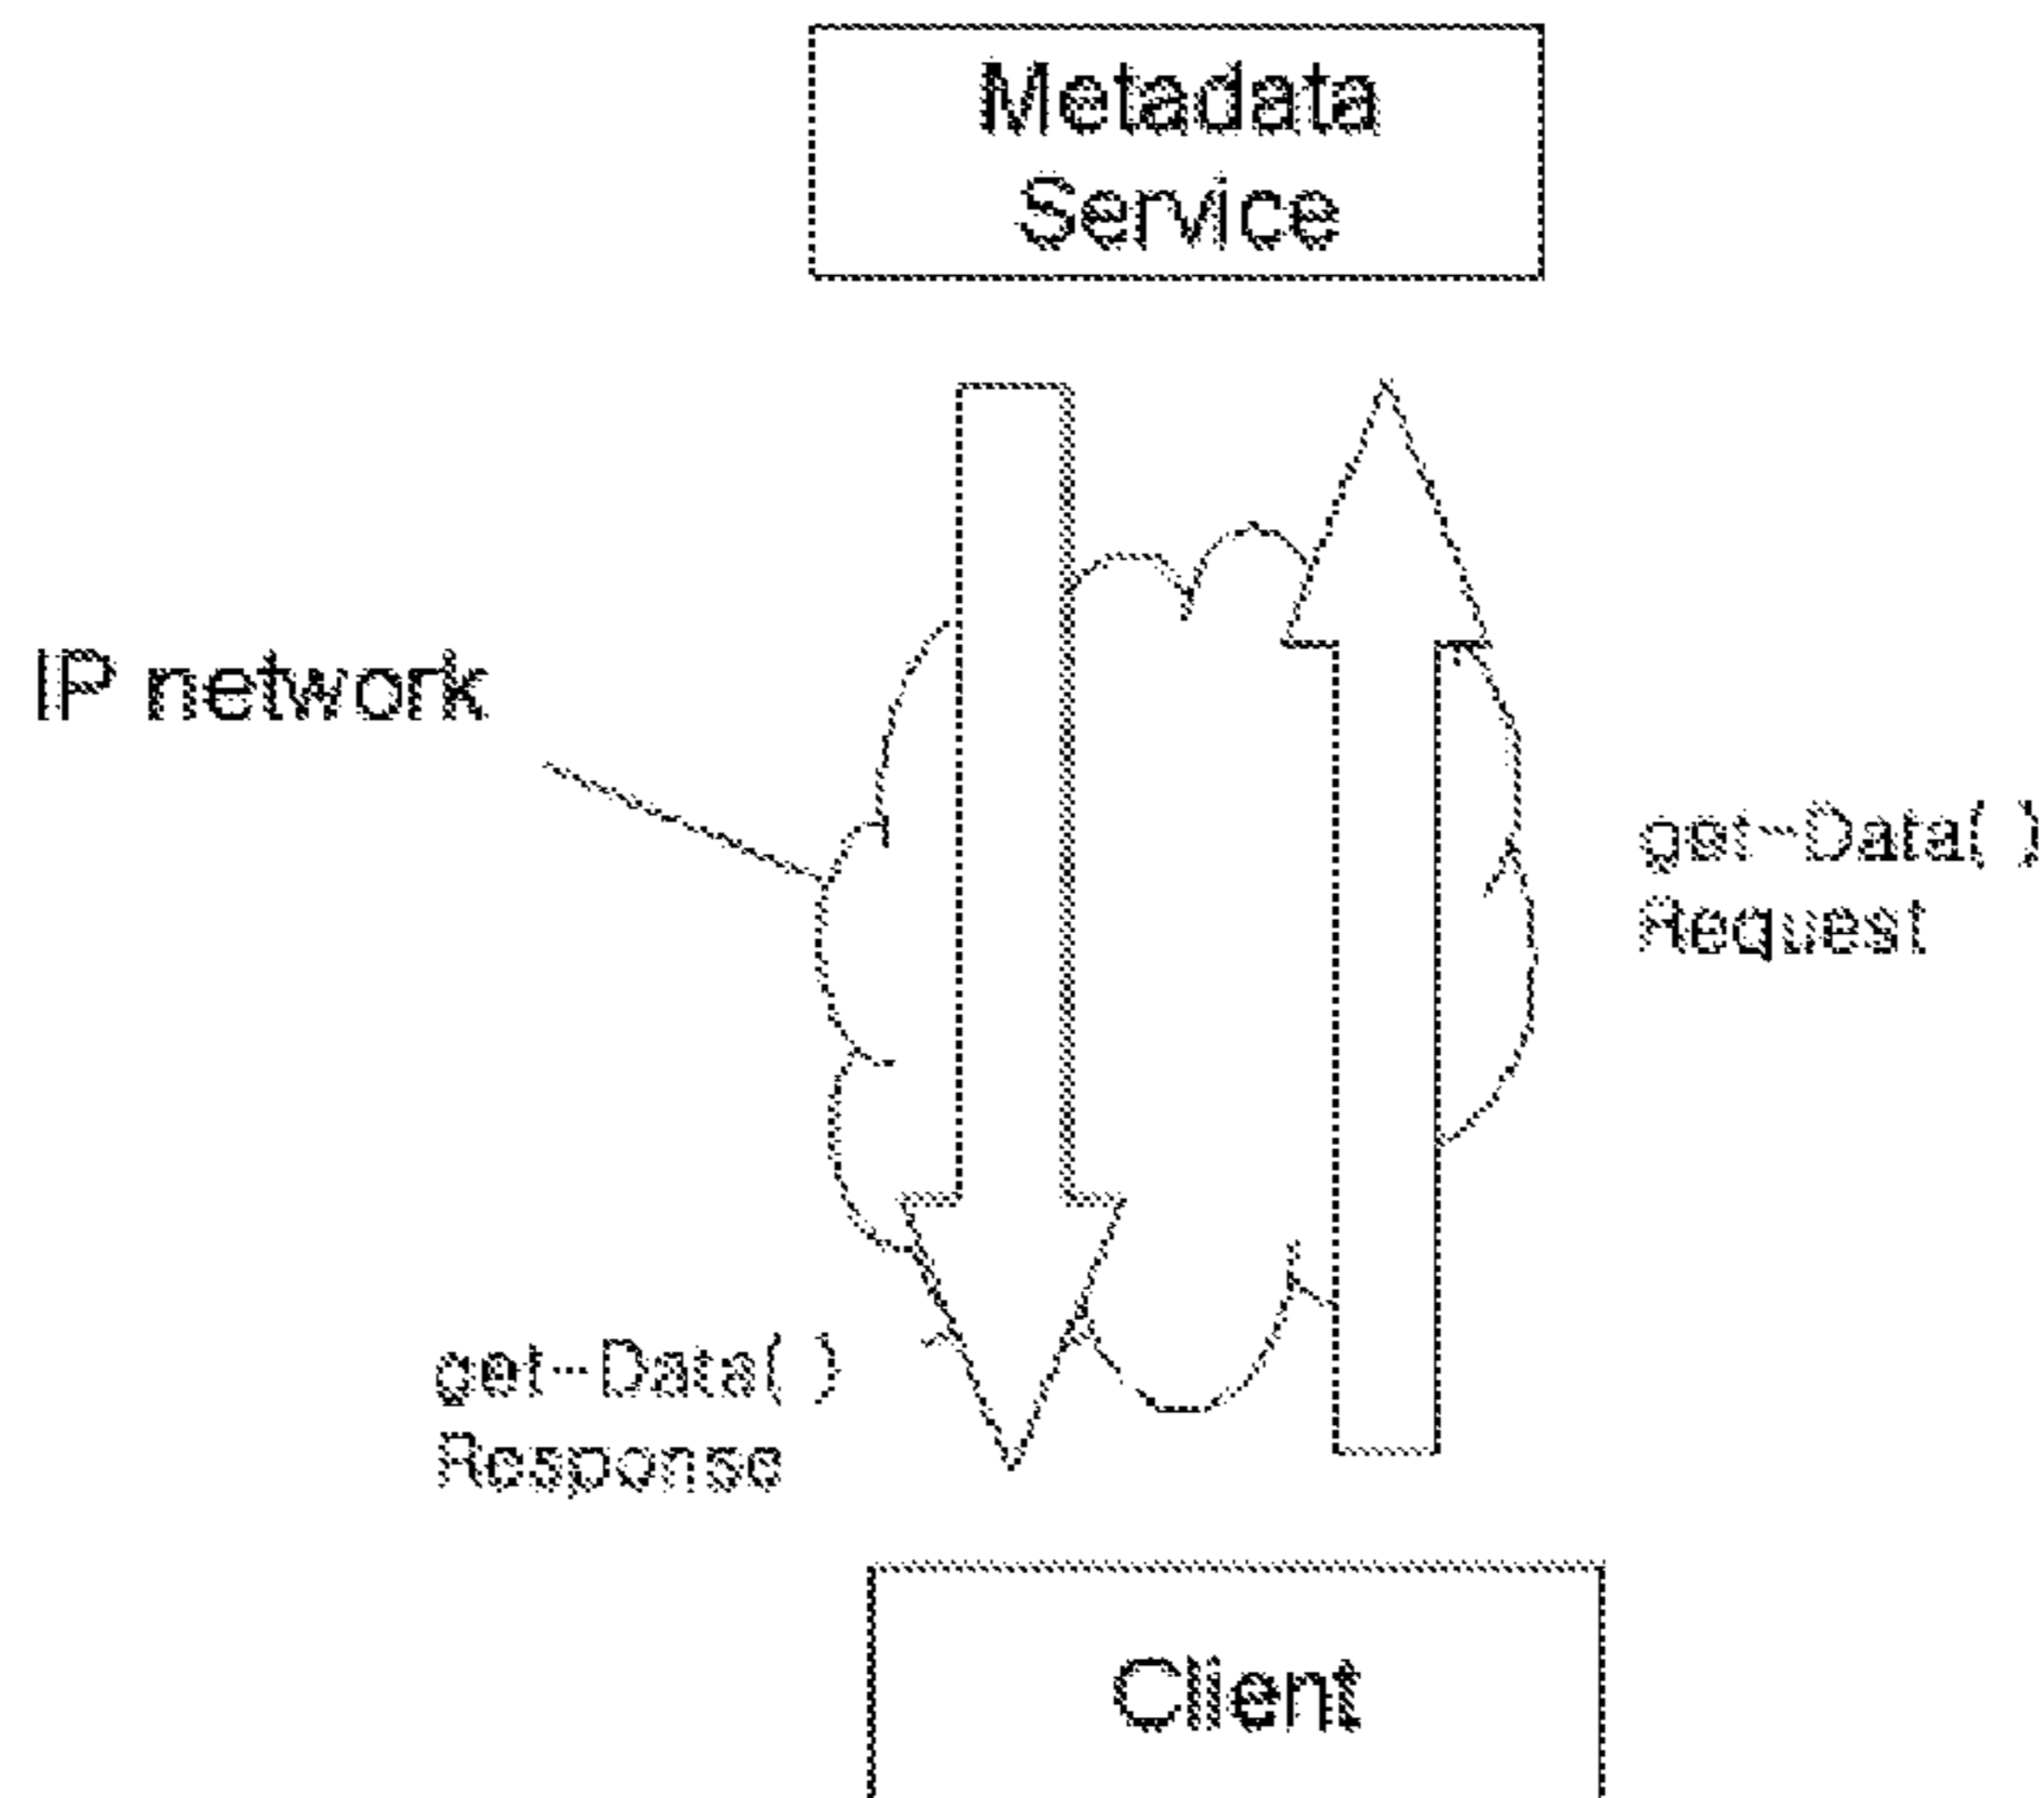 Metadata
Service
IP network
get-Data( )
Request
get-Data( )
Response
Client